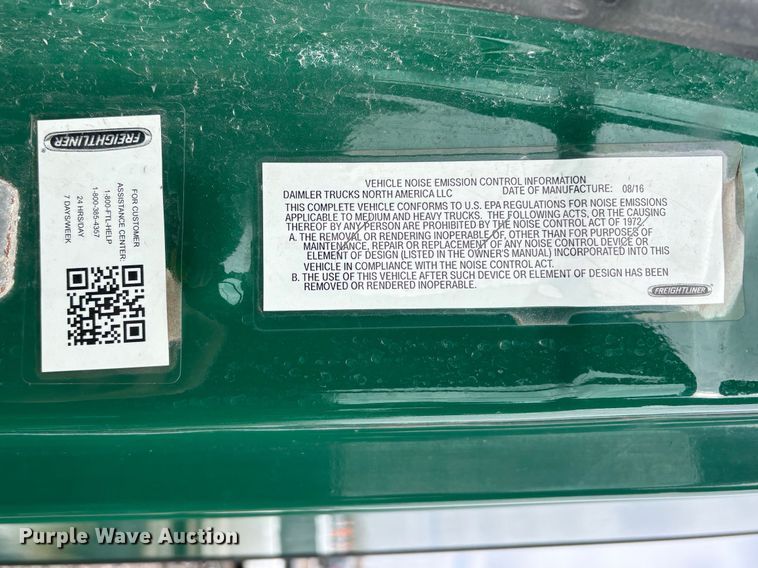 FREIGHTLINER
FOR CUSTOMER
ASSISTANCE CENTER:
1-800-FTL-HELP
1-800-385-4357
24 HRS/DAY
7 DAYS/WEEK
VEHICLE NOISE EMISSION CONTROL INFORMATION
DAIMLER TRUCKS NORTH AMERICA LLC DATE OF MANUFACTURE: 08/16
THIS COMPLETE VEHICLE CONFORMS TO U.S. EPA REGULATIONS FOR NOISE EMISSIONS
APPLICABLE TO MEDIUM AND HEAVY TRUCKS. THE FOLLOWING ACTS, OR THE CAUSING
THEREOF BY ANY PERSON ARE PROHIBITED BY THE NOISE CONTROL ACT OF 1972
A. THE REMOVAL OR RENDERING INOPERABLE OF, OTHER THAN FOR PURPOSES OF
MAINTENANCE, REPAIR OR REPLACEMENT OF ANY NOISE CONTROL DEVICE OR
ELEMENT OF DESIGN (LISTED IN THE OWNER'S MANUAL) INCORPORATED INTO THIS
VEHICLE IN COMPLIANCE WITH THE NOISE CONTROL ACT.
B. THE USE OF THIS VEHICLE AFTER SUCH DEVICE OR ELEMENT OF DESIGN HAS BEEN
REMOVED OR RENDERED INOPERABLE.
FREIGHTLINER
Purple Wave Auction